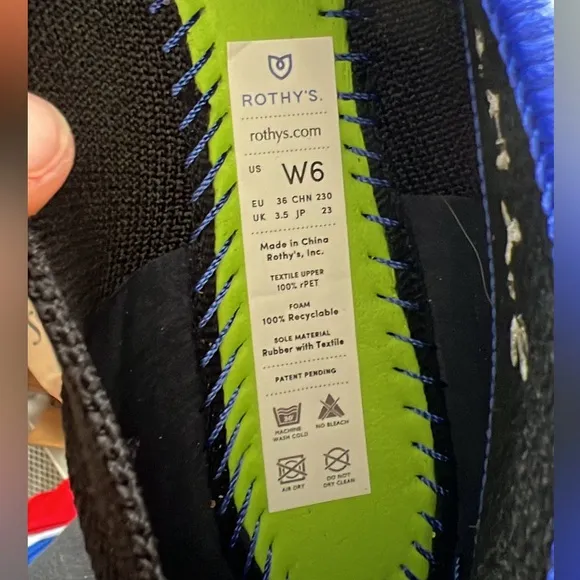 ROTHY'S.
rothys.com
US W6
EU 36 CHN 230
UK 3.5 JP 23
Made in China
Rothy's, Inc.
TEXTILE UPPER
100% rPET
FOAM
100% Recyclable
SOLE MATERIAL
Rubber with Textile
PATENT PENDING
30°
MACHINE WASH COLD
NO BLEACH
AIR DRY
DO NOT DRY CLEAN